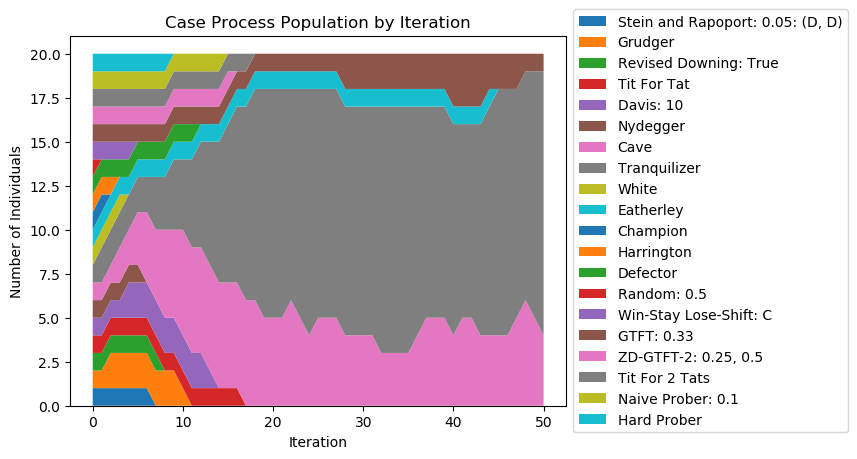 Case Process Population by Iteration
Number of Individuals
20.0
17.5
15.0
12.5
10.0
7.5
5.0
2.5
0.0
0 10 20 30 40 50
Iteration
Stein and Rapoport: 0.05: (D, D)
Grudger
Revised Downing: True
Tit For Tat
Davis: 10
Nydegger
Cave
Tranquilizer
White
Eatherley
Champion
Harrington
Defector
Random: 0.5
Win-Stay Lose-Shift: C
GTFT: 0.33
ZD-GTFT-2: 0.25, 0.5
Tit For 2 Tats
Naive Prober: 0.1
Hard Prober